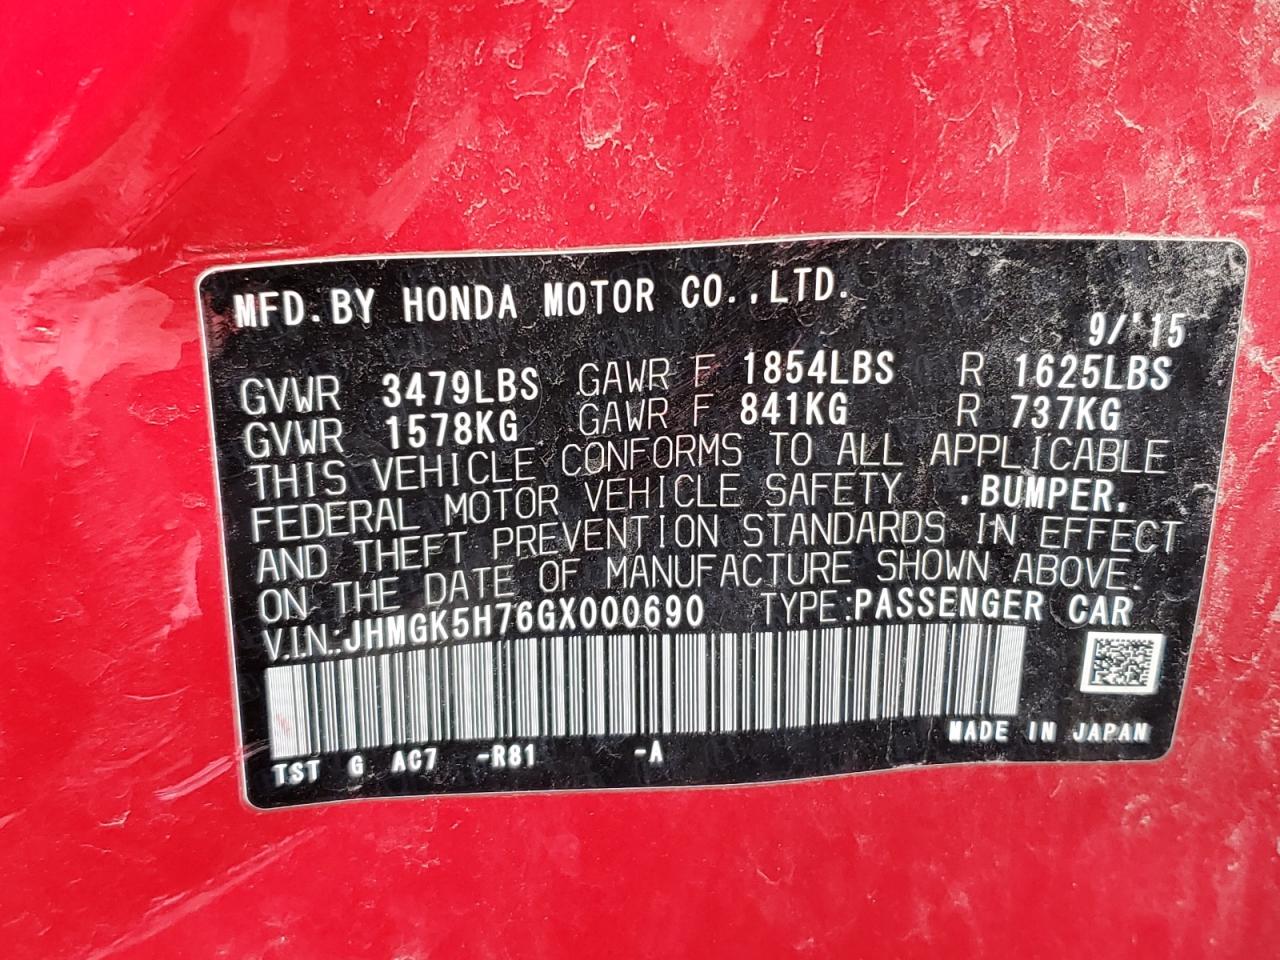 MFD.BY HONDA MOTOR CO.,LTD.
9/'15
GVWR 3479LBS GAWR F 1854LBS R 1625LBS
GVWR 1578KG GAWR F 841KG R 737KG
THIS VEHICLE CONFORMS TO ALL APPLICABLE
FEDERAL MOTOR VEHICLE SAFETY .BUMPER.
AND THEFT PREVENTION STANDARDS IN EFFECT
ON THE DATE OF MANUFACTURE SHOWN ABOVE.
V.I.N.:JHMGK5H76GX000690 TYPE:PASSENGER CAR
MADE IN JAPAN
TST G AC7 -R81 -A